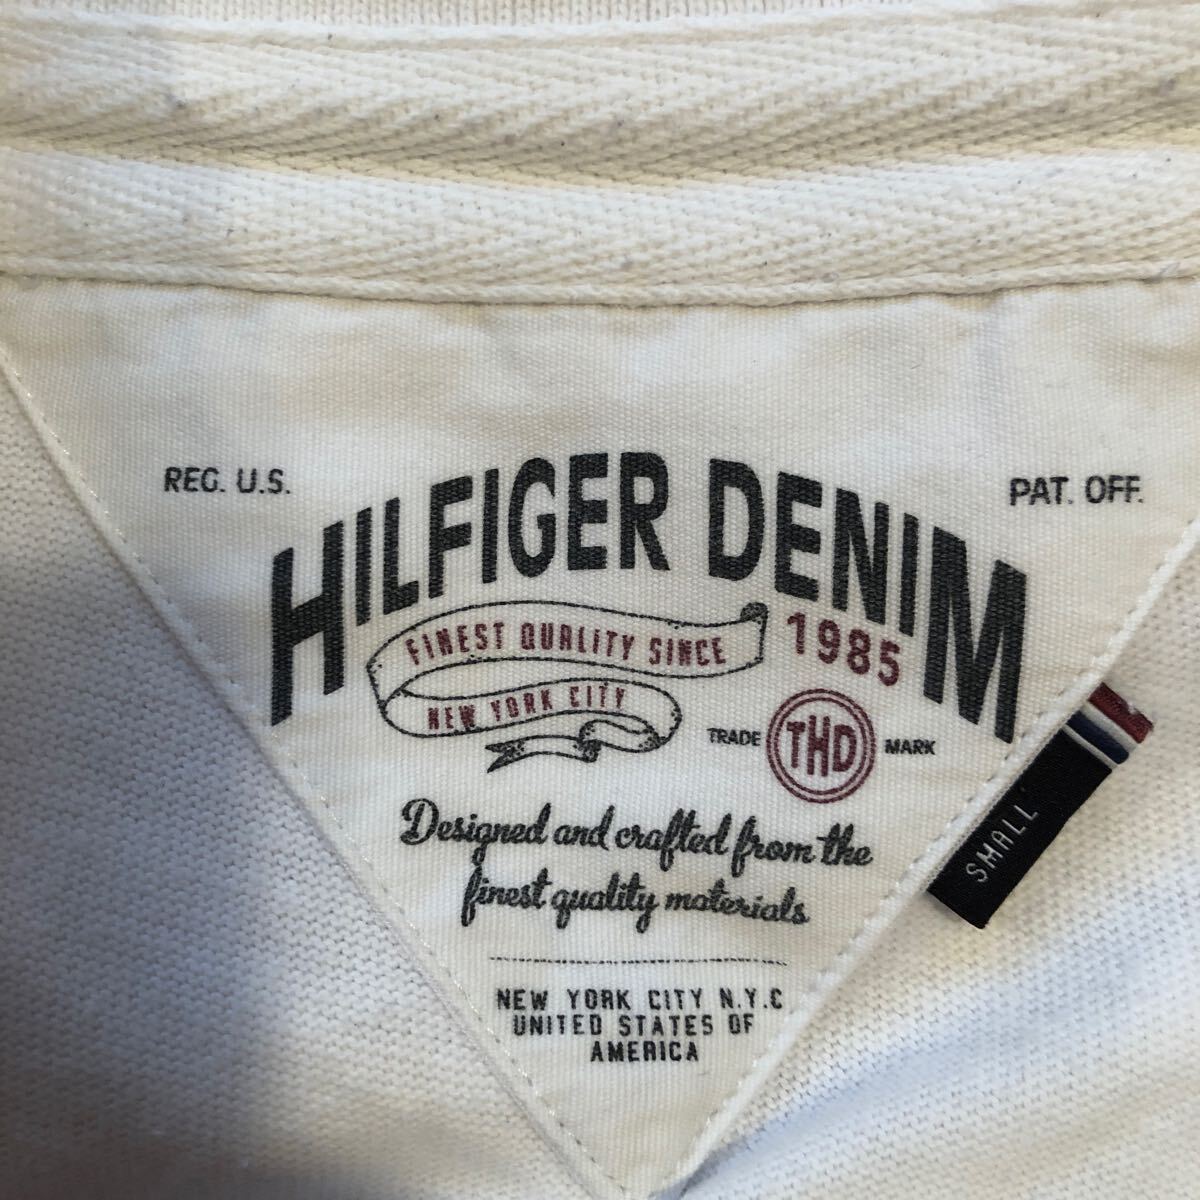 REG. U.S.
PAT. OFF.
HILFIGER DENIM
FINEST QUALITY SINCE
1985
NEW YORK CITY
TRADE
THD
MARK
Designed and crafted from the
finest quality materials
NEW YORK CITY N.Y.C
UNITED STATES OF
AMERICA
SMALL